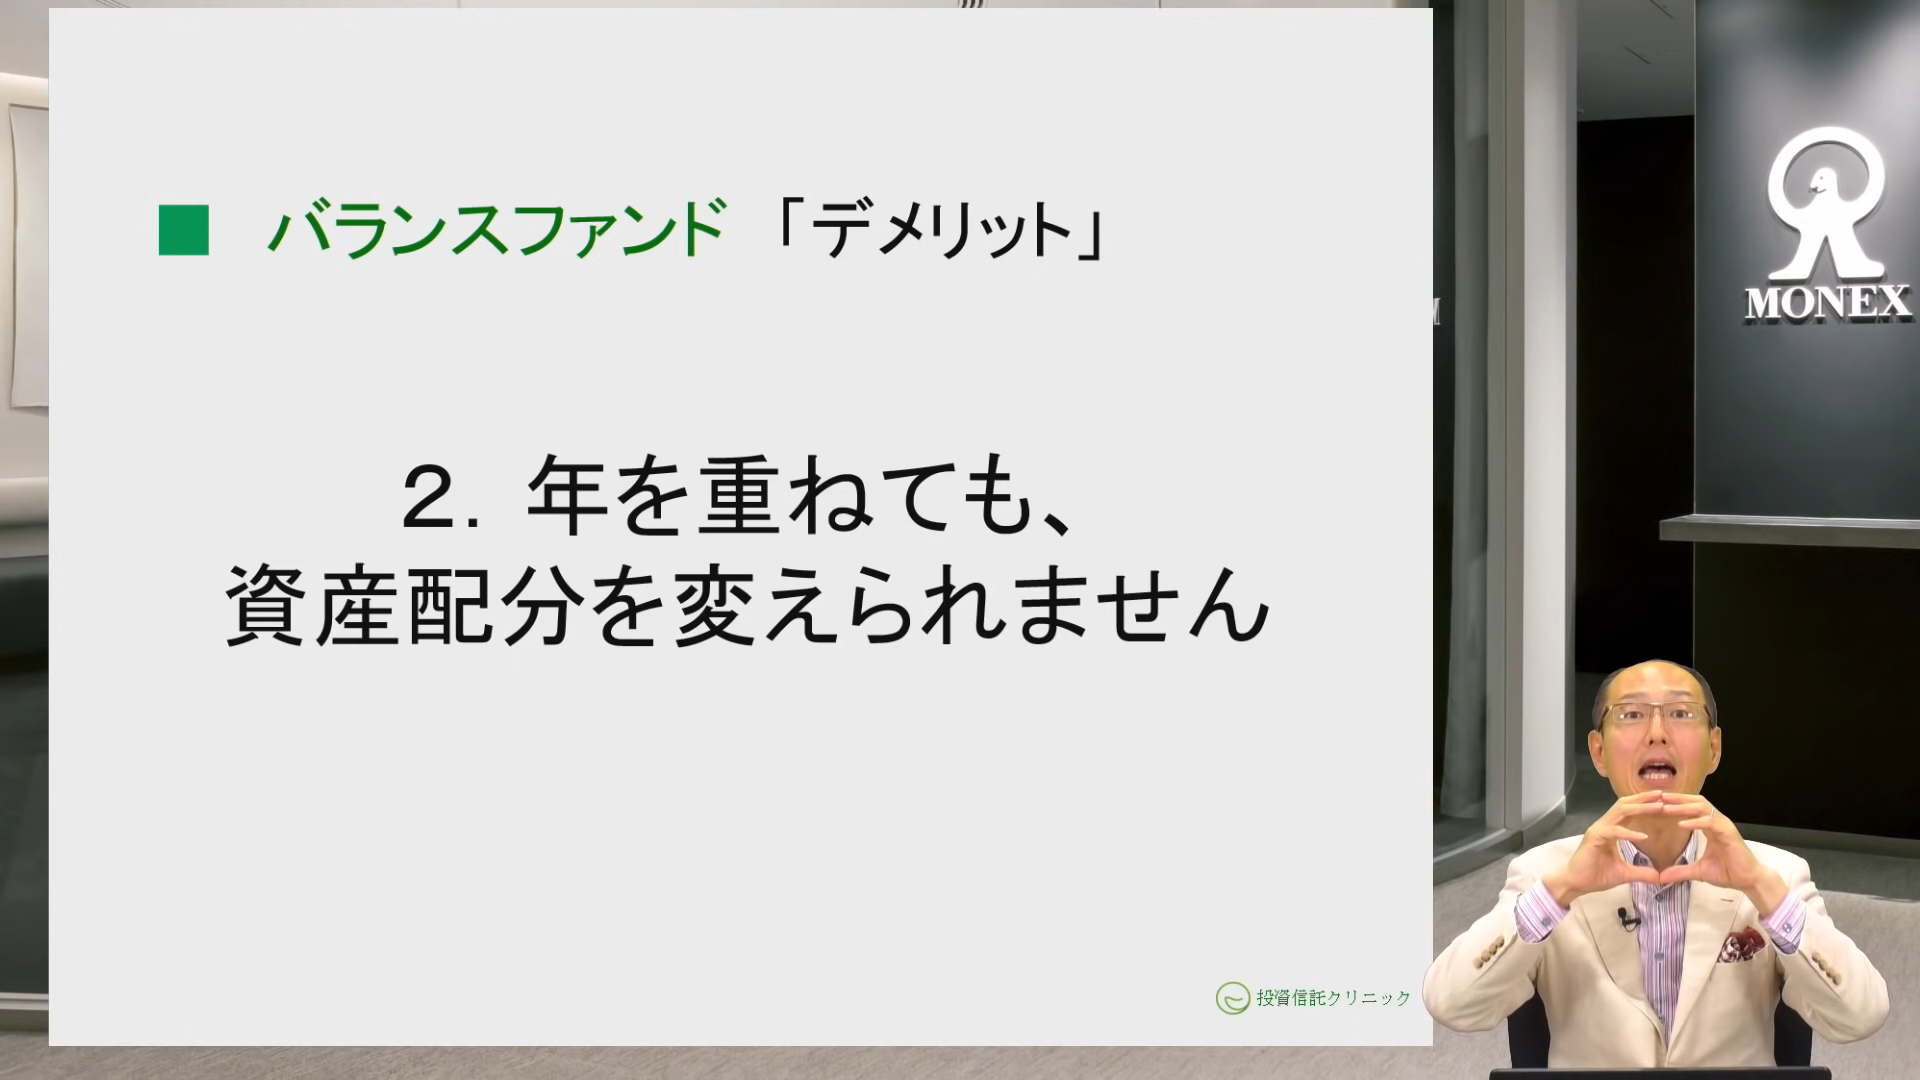 ■ バランスファンド 「デメリット」
２．年を重ねても、
資産配分を変えられません
投資信託クリニック
MONEX